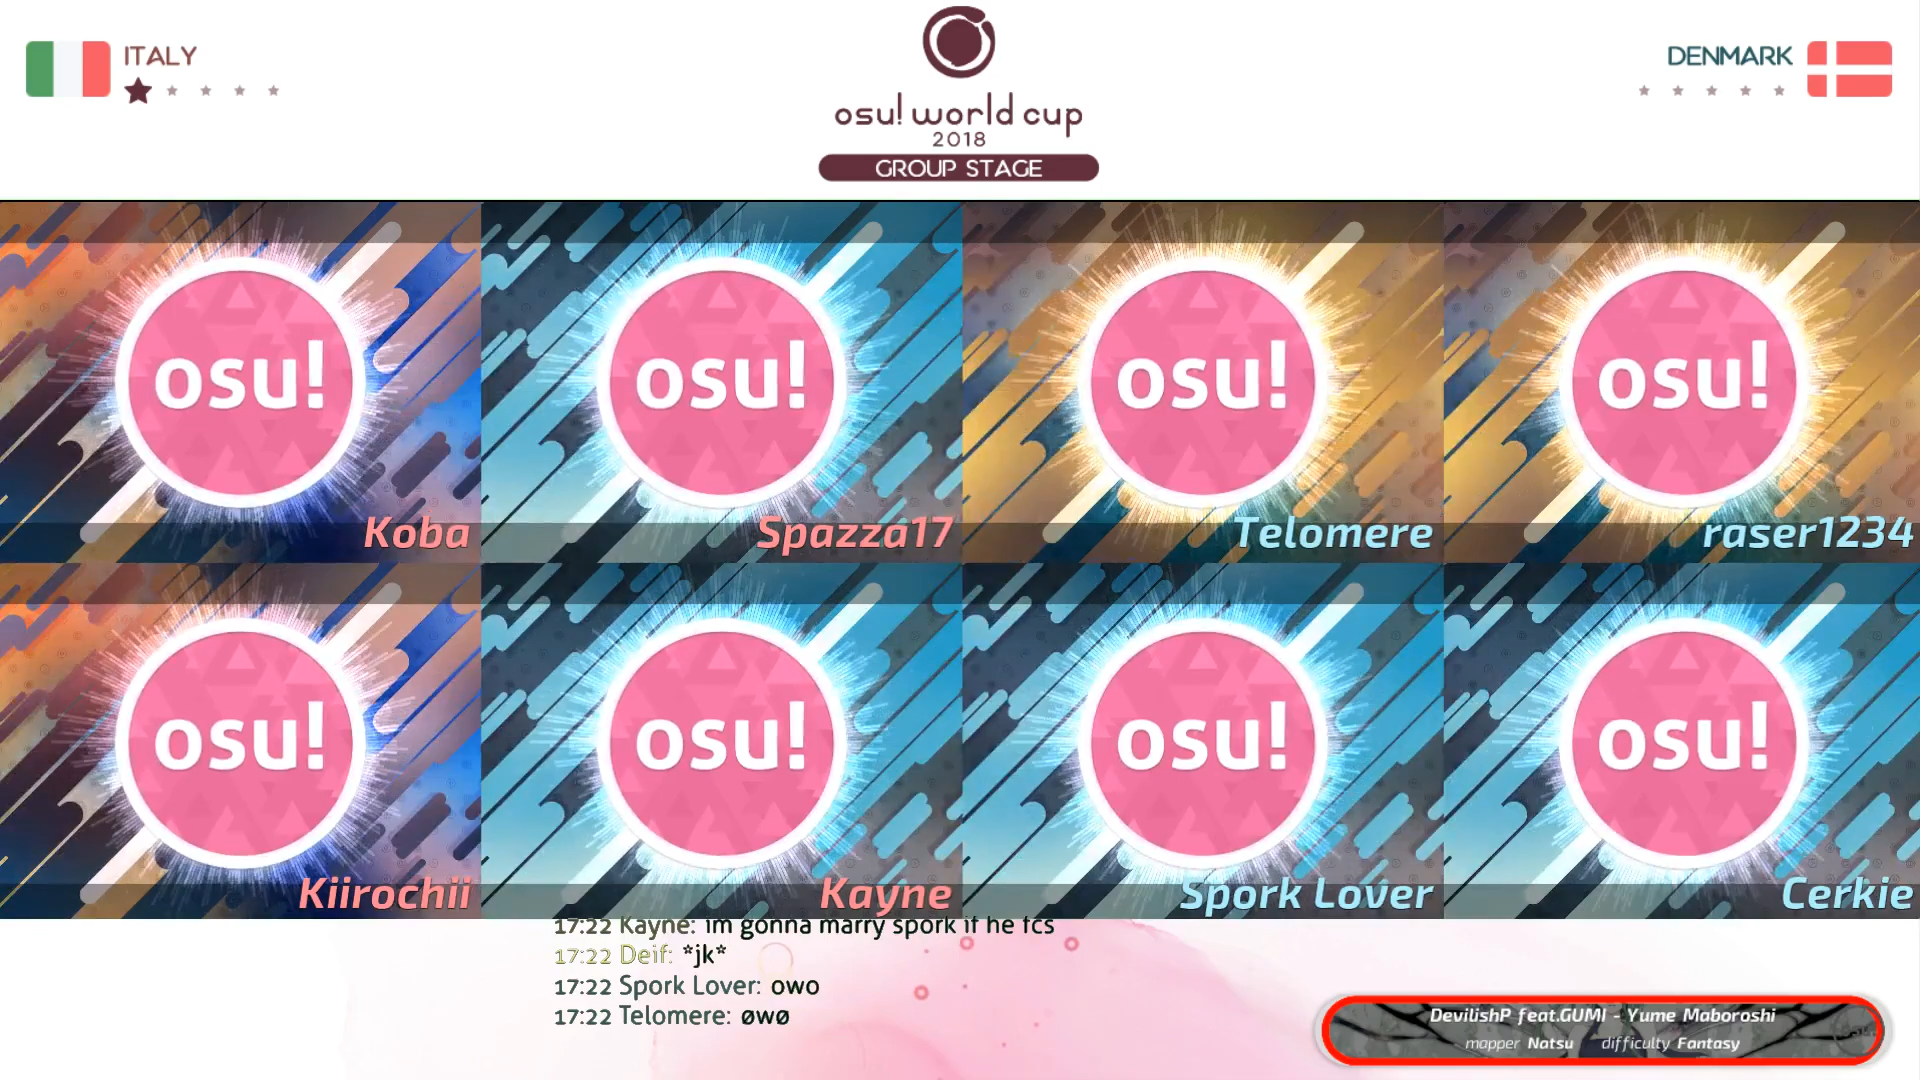 ITALY
DENMARK
osu! world cup
2018
GROUP STAGE
osu!
osu!
osu!
osu!
Koba
Spazza17
Telomere
raser1234
osu!
osu!
osu!
osu!
Kiirochii
Kayne
Spork Lover
Cerkie
17:22 Kayne: im gonna marry spork if he fcs
17:22 Deif: *jk*
17:22 Spork Lover: owo
17:22 Telomere: øwø
DevilishP feat.GUMI - Yume Maboroshi
mapper Natsu difficulty Fantasy